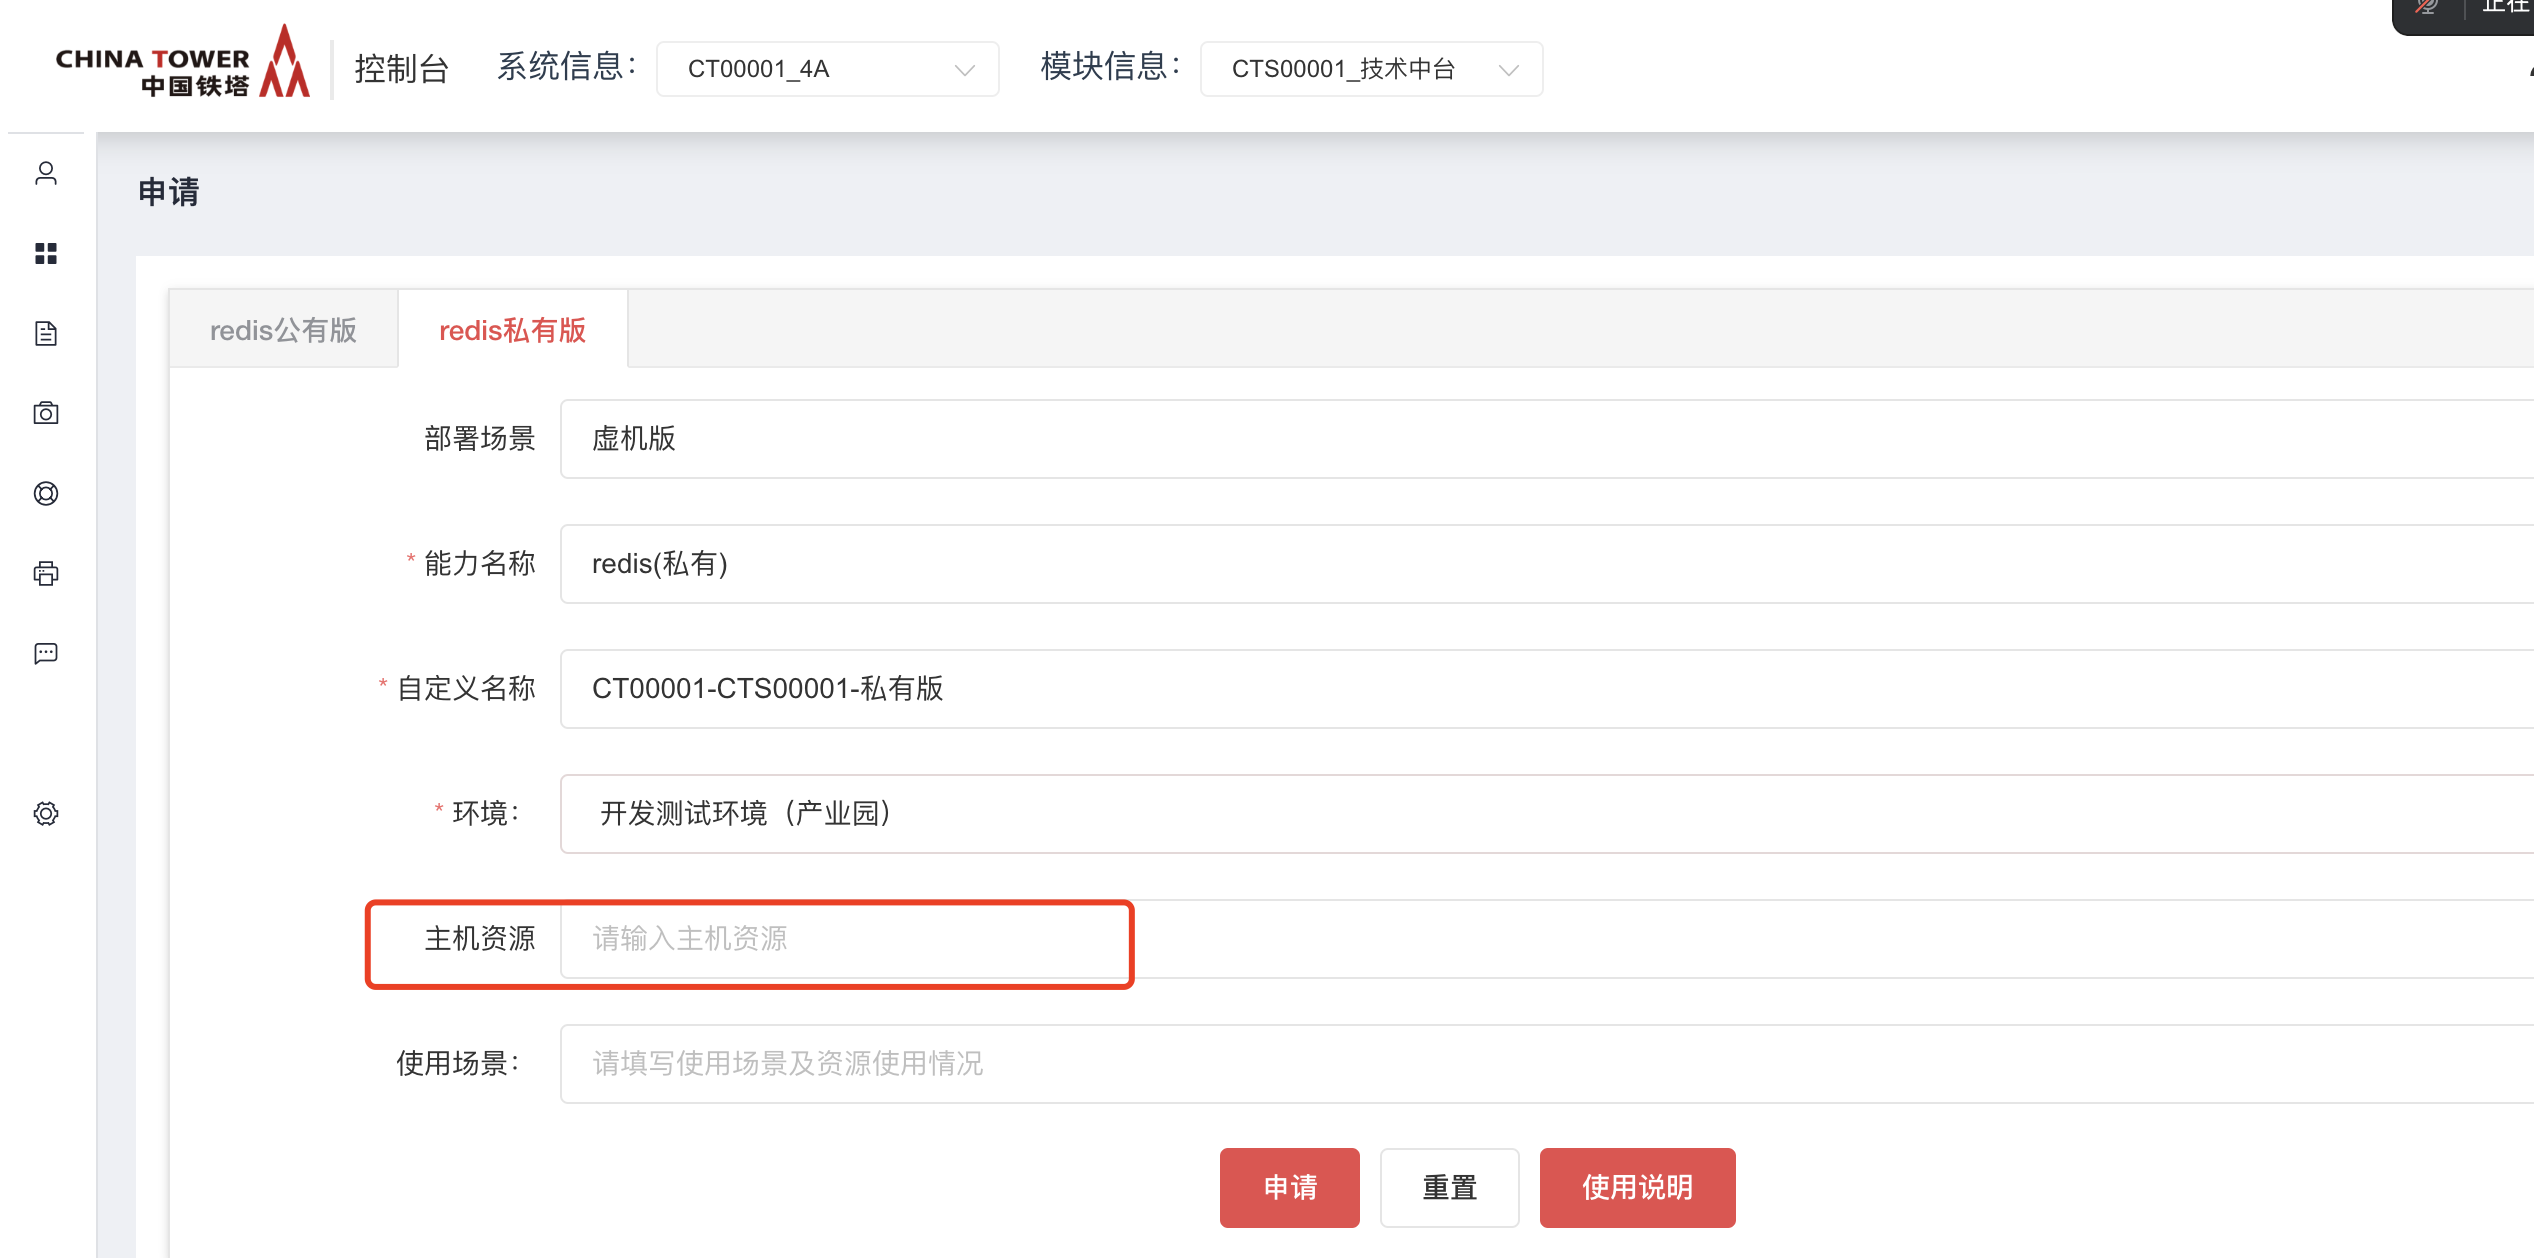 正在
CHINA TOWER
中国铁塔
控制台
系统信息：
CT00001_4A
模块信息：
CTS00001_技术中台
申请
redis公有版
redis私有版
部署场景
虚机版
* 能力名称
redis(私有)
* 自定义名称
CT00001-CTS00001-私有版
* 环境：
开发测试环境（产业园）
主机资源
请输入主机资源
使用场景：
请填写使用场景及资源使用情况
申请
重置
使用说明